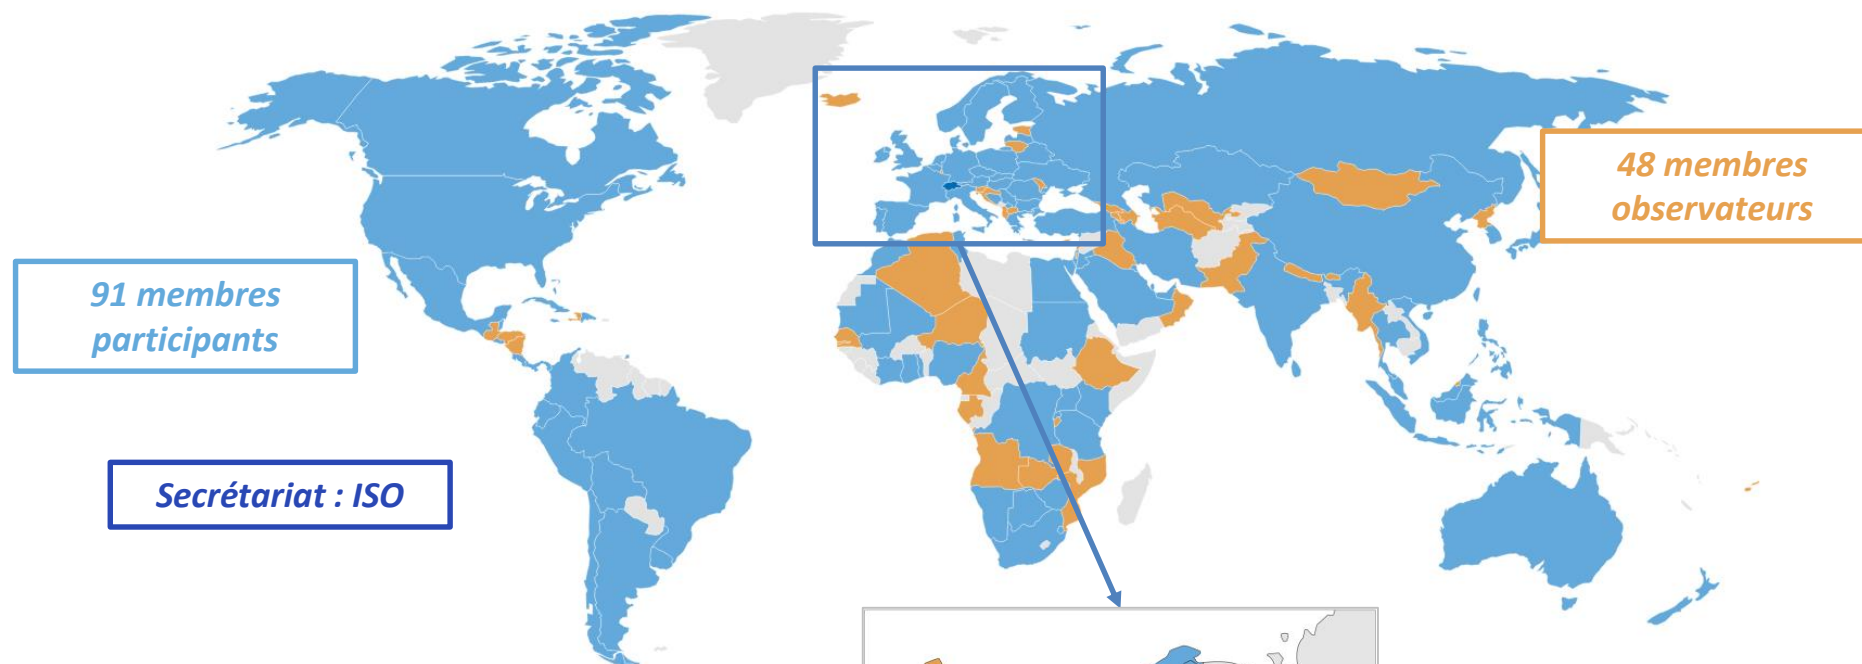 48 membres
observateurs
91 membres
participants
Secrétariat : ISO